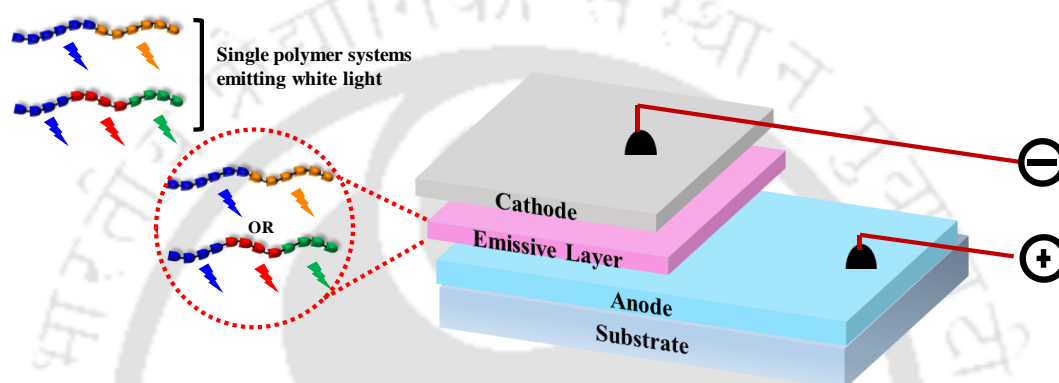 Single polymer systems
emitting white light
OR
Cathode
Emissive Layer
Anode
Substrate